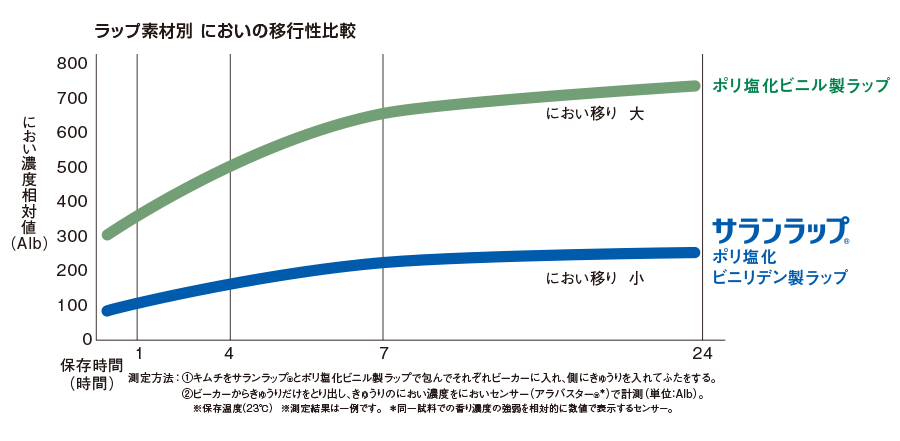 ラップ素材別 においの移行性比較
におい濃度相対値
(Alb)
800
700
600
500
400
300
200
100
0
ポリ塩化ビニル製ラップ
におい移り 大
サランラップ®
ポリ塩化
ビニリデン製ラップ
におい移り 小
保存時間
(時間)
1
4
7
24
測定方法:①キムチをサランラップ®とポリ塩化ビニル製ラップで包んでそれぞれビーカーに入れ、側にきゅうりを入れてふたをする。
②ビーカーからきゅうりだけをとり出し、きゅうりのにおい濃度をにおいセンサー(アラバスター®*)で計測(単位:Alb)。
※保存温度(23℃) ※測定結果は一例です。 *同一試料での香り濃度の強弱を相対的に数値で表示するセンサー。